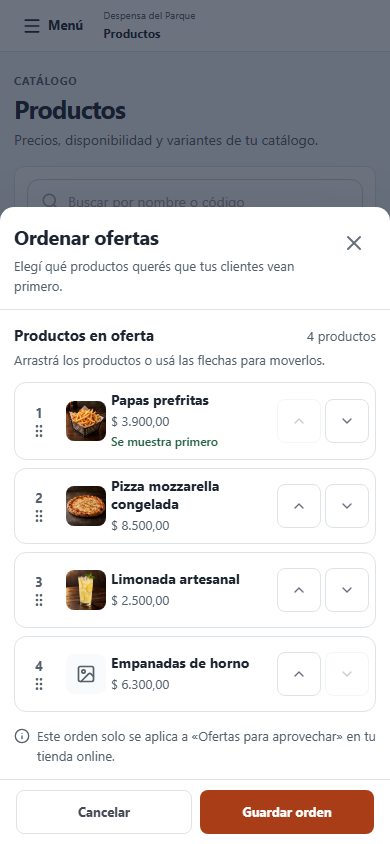 Menú
Despensa del Parque
Productos
CATÁLOGO
Productos
Precios, disponibilidad y variantes de tu catálogo.
Buscar por nombre o código
Ordenar ofertas
Elegí qué productos querés que tus clientes vean
primero.
Productos en oferta
4 productos
Arrastrá los productos o usá las flechas para moverlos.
1
Papas prefritas
$ 3.900,00
Se muestra primero
2
Pizza mozzarella
congelada
$ 8.500,00
3
Limonada artesanal
$ 2.500,00
4
Empanadas de horno
$ 6.300,00
Este orden solo se aplica a «Ofertas para aprovechar» en tu
tienda online.
Cancelar
Guardar orden